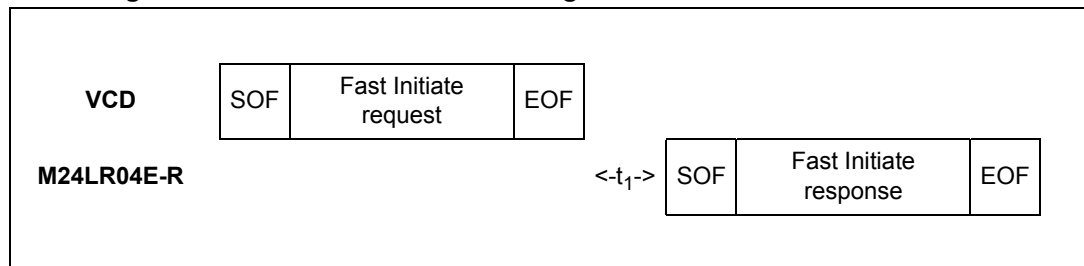 VCD SOF Fast Initiate request EOF
M24LR04E-R <-t1-> SOF Fast Initiate response EOF